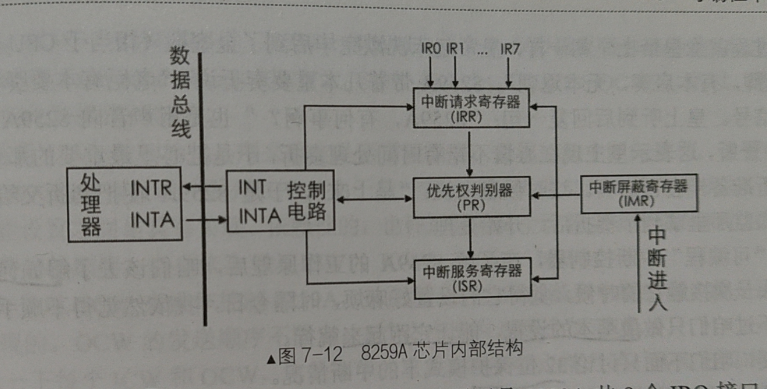 数据总线
IR0 IR1 ... IR7
中断请求寄存器
(IRR)
处理器
INTR
INTA
INT
INTA
控制电路
优先权判别器
(PR)
中断屏蔽寄存器
(IMR)
中断服务寄存器
(ISR)
中断进入
▲图 7-12 8259A 芯片内部结构